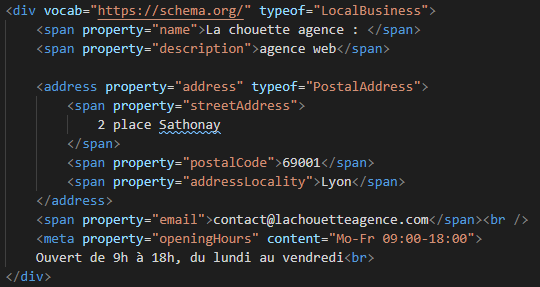 <div vocab="https://schema.org/" typeof="LocalBusiness">
    <span property="name">La chouette agence : </span>
    <span property="description">agence web</span>

    <address property="address" typeof="PostalAddress">
        <span property="streetAddress">
            2 place Sathonay
        </span>
        <span property="postalCode">69001</span>
        <span property="addressLocality">Lyon</span>
    </address>
    <span property="email">contact@lachouetteagence.com</span><br />
    <meta property="openingHours" content="Mo-Fr 09:00-18:00">
    Ouvert de 9h à 18h, du lundi au vendredi<br>
</div>